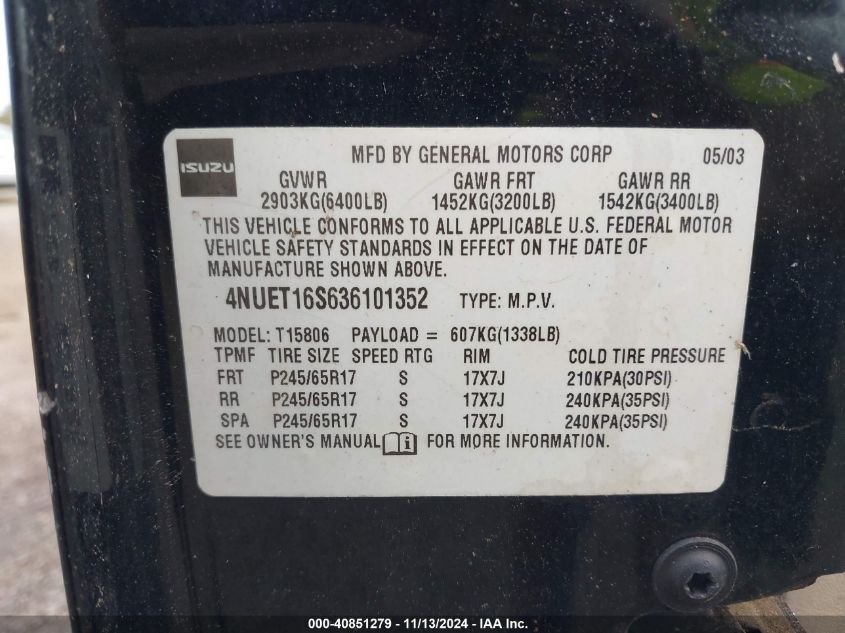 ISUZU MFD BY GENERAL MOTORS CORP 05/03
GVWR GAWR FRT GAWR RR
2903KG(6400LB) 1452KG(3200LB) 1542KG(3400LB)
THIS VEHICLE CONFORMS TO ALL APPLICABLE U.S. FEDERAL MOTOR
VEHICLE SAFETY STANDARDS IN EFFECT ON THE DATE OF
MANUFACTURE SHOWN ABOVE.
4NUET16S636101352 TYPE: M.P.V.
MODEL: T15806 PAYLOAD = 607KG(1338LB)
TPMF TIRE SIZE SPEED RTG RIM COLD TIRE PRESSURE
FRT P245/65R17 S 17X7J 210KPA(30PSI)
RR P245/65R17 S 17X7J 240KPA(35PSI)
SPA P245/65R17 S 17X7J 240KPA(35PSI)
SEE OWNER'S MANUAL i FOR MORE INFORMATION.
000-40851279 - 11/13/2024 - IAA Inc.